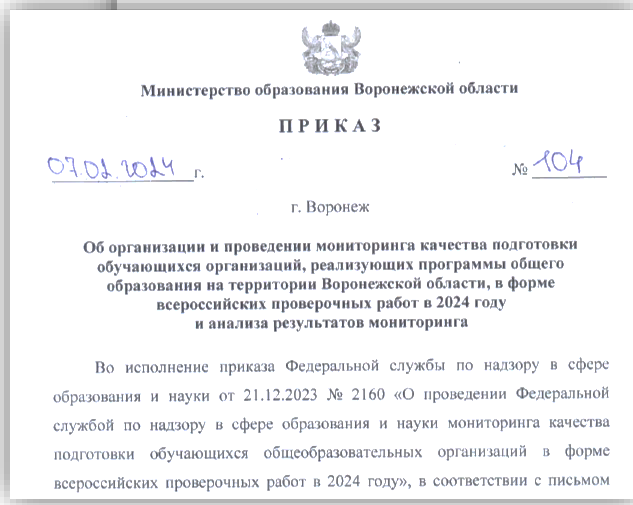 Министерство образования Воронежской области
ПРИКАЗ
07.02.2024 г. № 104
г. Воронеж
Об организации и проведении мониторинга качества подготовки
обучающихся организаций, реализующих программы общего
образования на территории Воронежской области, в форме
всероссийских проверочных работ в 2024 году
и анализа результатов мониторинга
Во исполнение приказа Федеральной службы по надзору в сфере
образования и науки от 21.12.2023 № 2160 «О проведении Федеральной
службой по надзору в сфере образования и науки мониторинга качества
подготовки обучающихся общеобразовательных организаций в форме
всероссийских проверочных работ в 2024 году», в соответствии с письмом